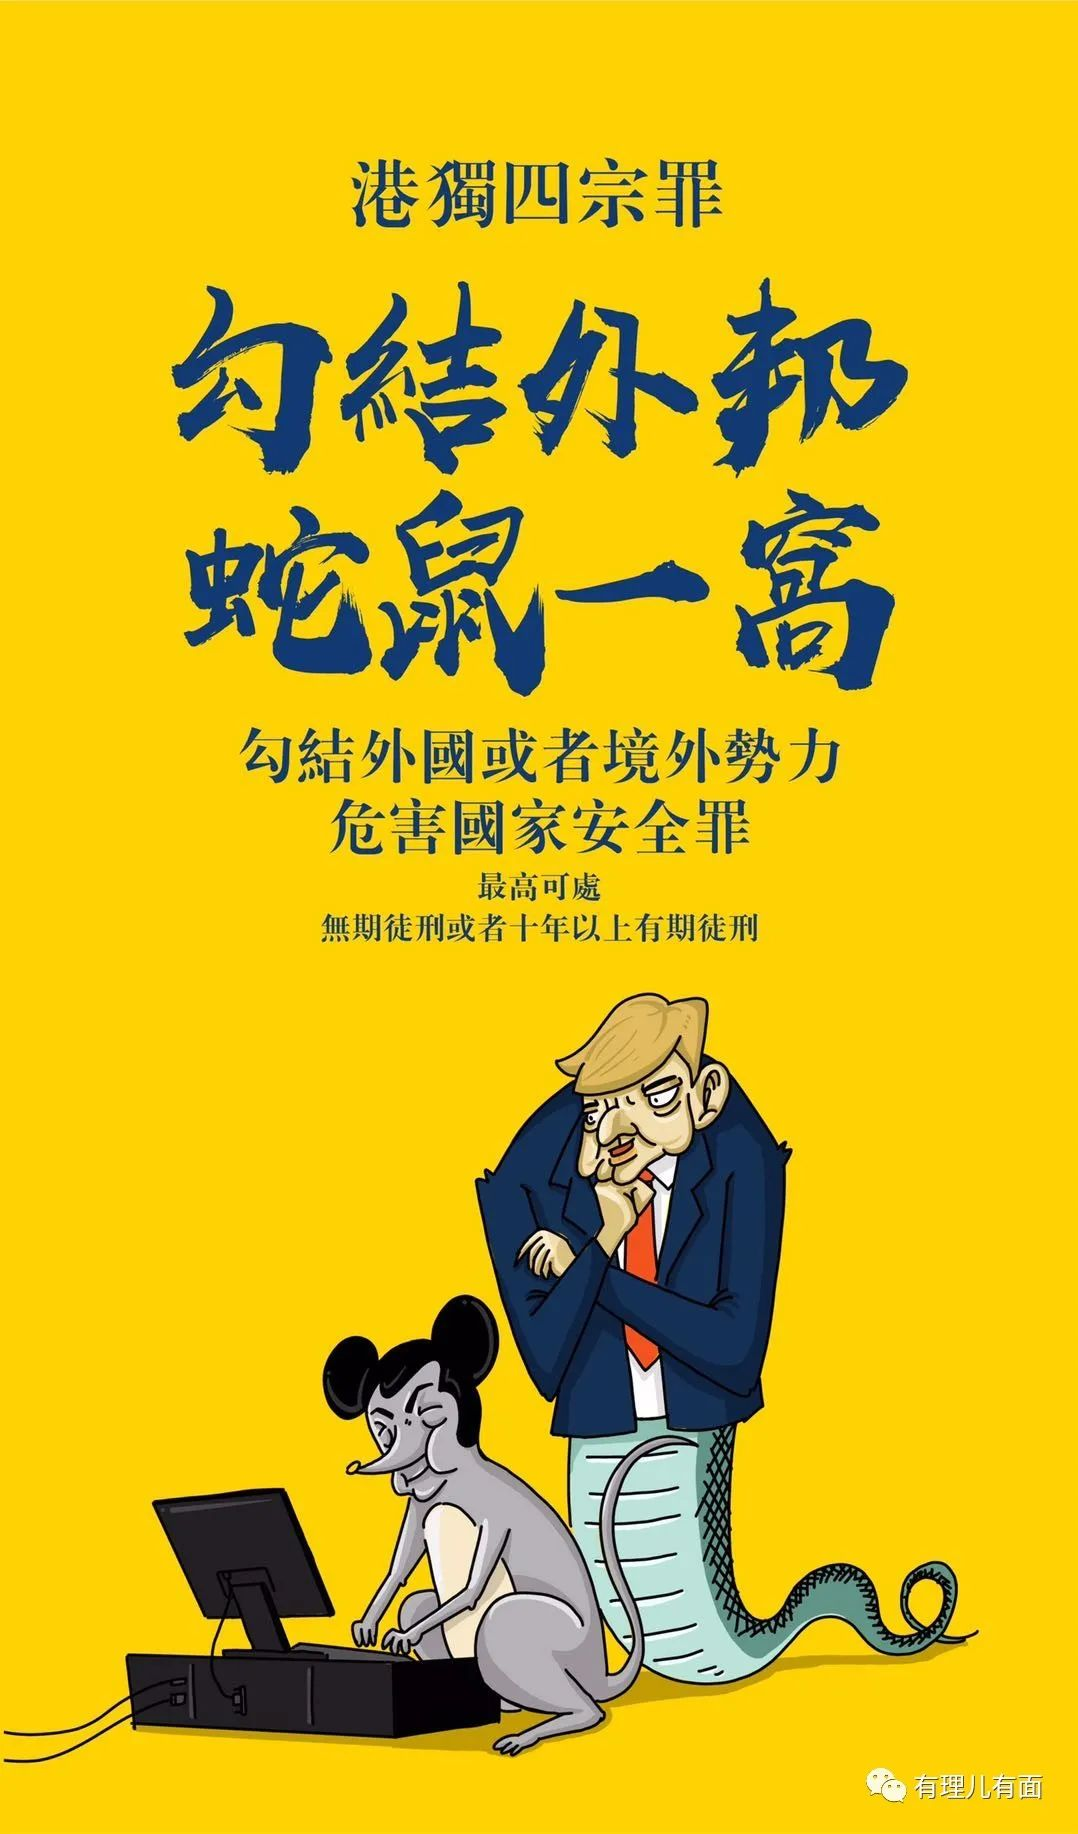 港獨四宗罪
勾結外邦
蛇鼠一窩
勾結外國或者境外勢力
危害國家安全罪
最高可處
無期徒刑或者十年以上有期徒刑
有理儿有面